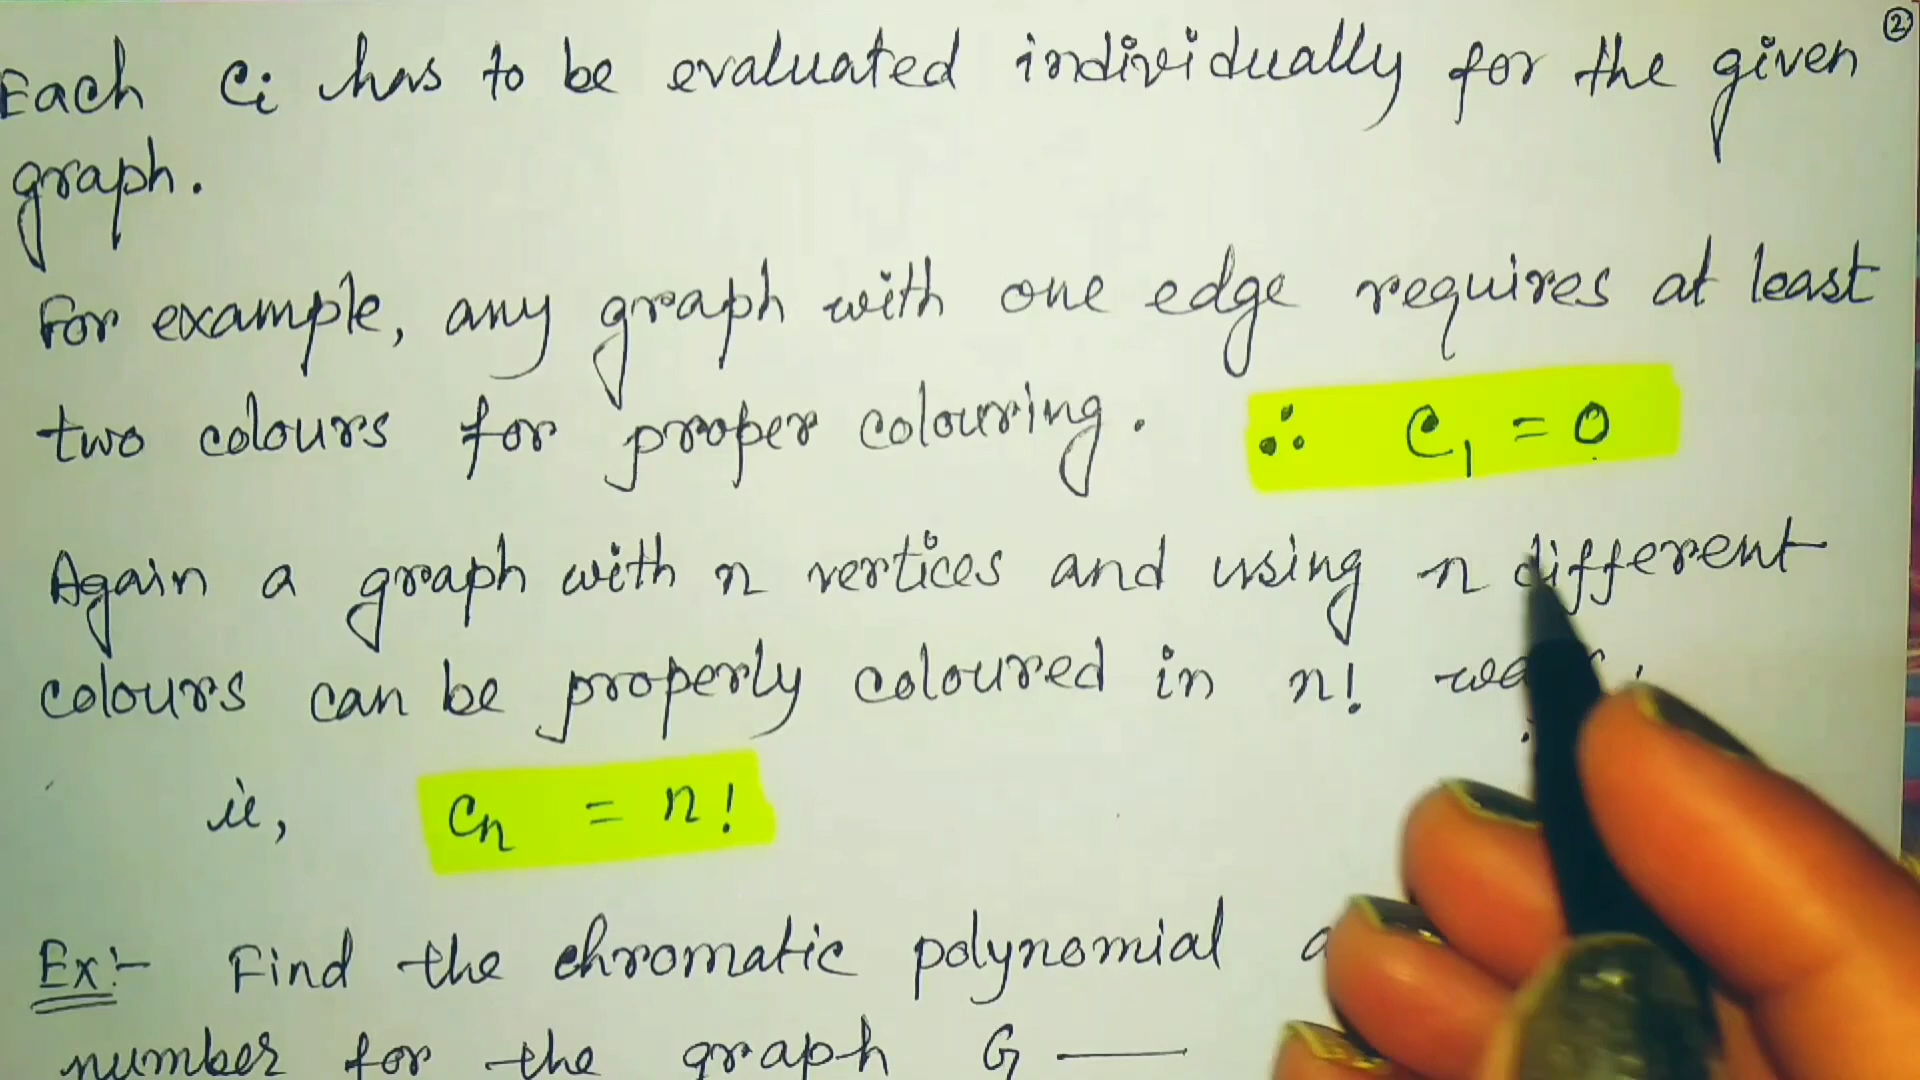 ②
Each Ci has to be evaluated individually for the given
graph.
For example, any graph with one edge requires at least
two colours for proper colouring. ∴ C₁ = 0
Again a graph with n vertices and using n different
colours can be properly coloured in n!
ie, Cn = n!
Ex:- Find the chromatic polynomial
number for the graph G —